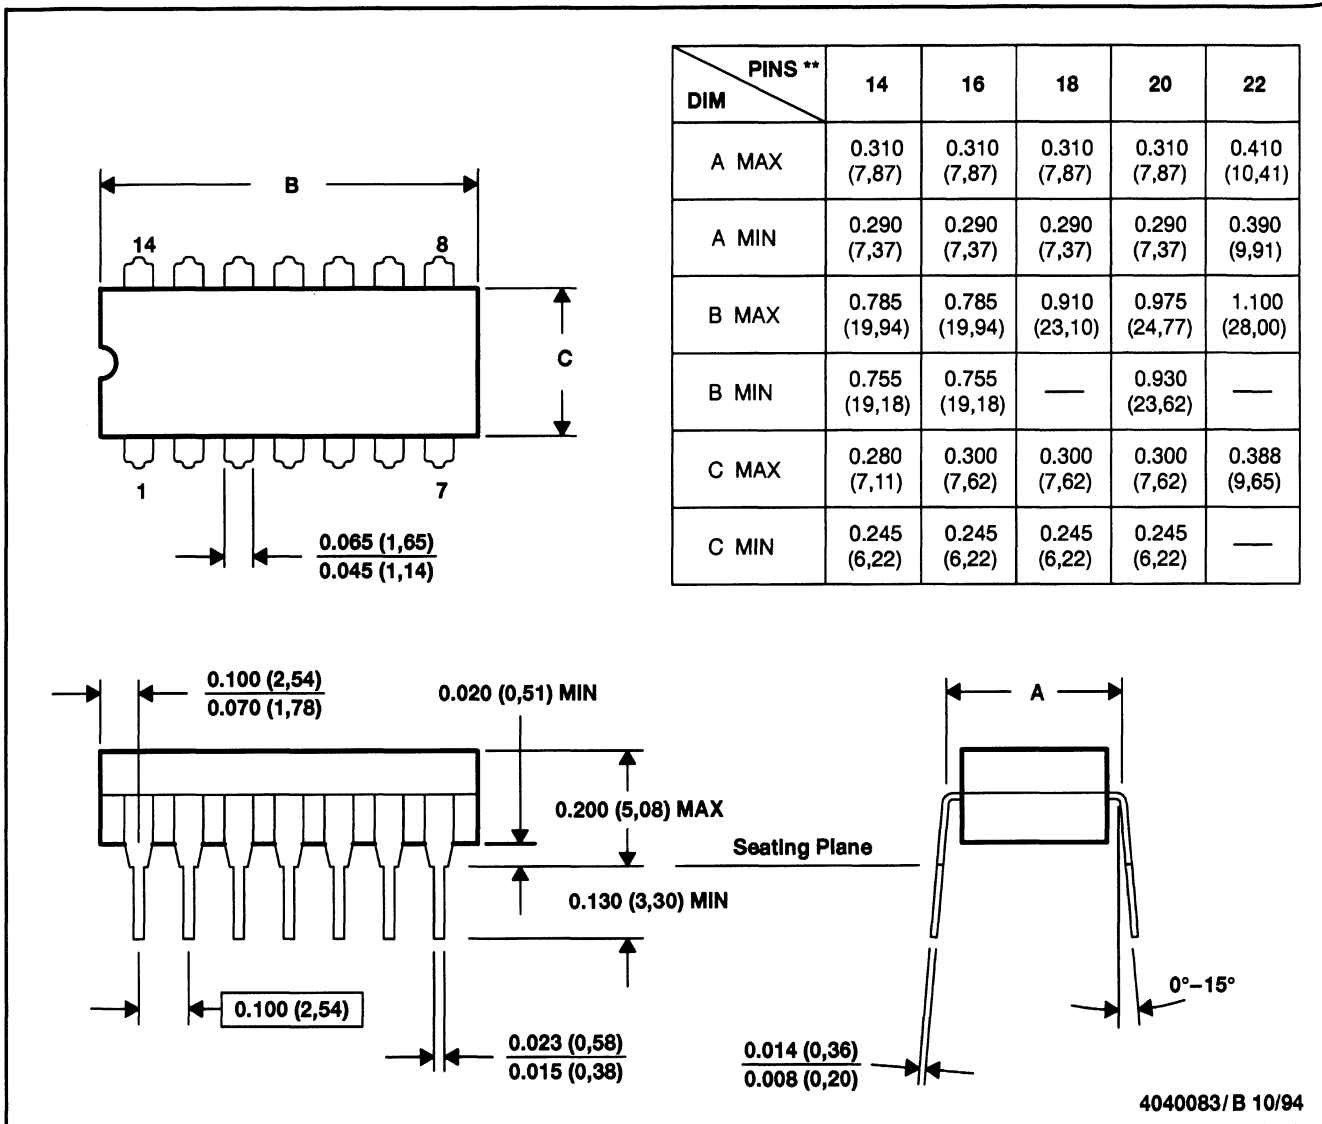 PINS **
DIM
14 16 18 20 22
A MAX 0.310 0.310 0.310 0.310 0.410
(7,87) (7,87) (7,87) (7,87) (10,41)
A MIN 0.290 0.290 0.290 0.290 0.390
(7,37) (7,37) (7,37) (7,37) (9,91)
B MAX 0.785 0.785 0.910 0.975 1.100
(19,94) (19,94) (23,10) (24,77) (28,00)
B MIN 0.755 0.755 — 0.930 —
(19,18) (19,18) (23,62)
C MAX 0.280 0.300 0.300 0.300 0.388
(7,11) (7,62) (7,62) (7,62) (9,65)
C MIN 0.245 0.245 0.245 0.245 —
(6,22) (6,22) (6,22) (6,22)
B
14 8
C
1 7
0.065 (1,65)
0.045 (1,14)
0.100 (2,54)
0.070 (1,78)
0.020 (0,51) MIN
0.200 (5,08) MAX
Seating Plane
0.130 (3,30) MIN
0.100 (2,54)
0.023 (0,58)
0.015 (0,38)
A
0°–15°
0.014 (0,36)
0.008 (0,20)
4040083/ B 10/94